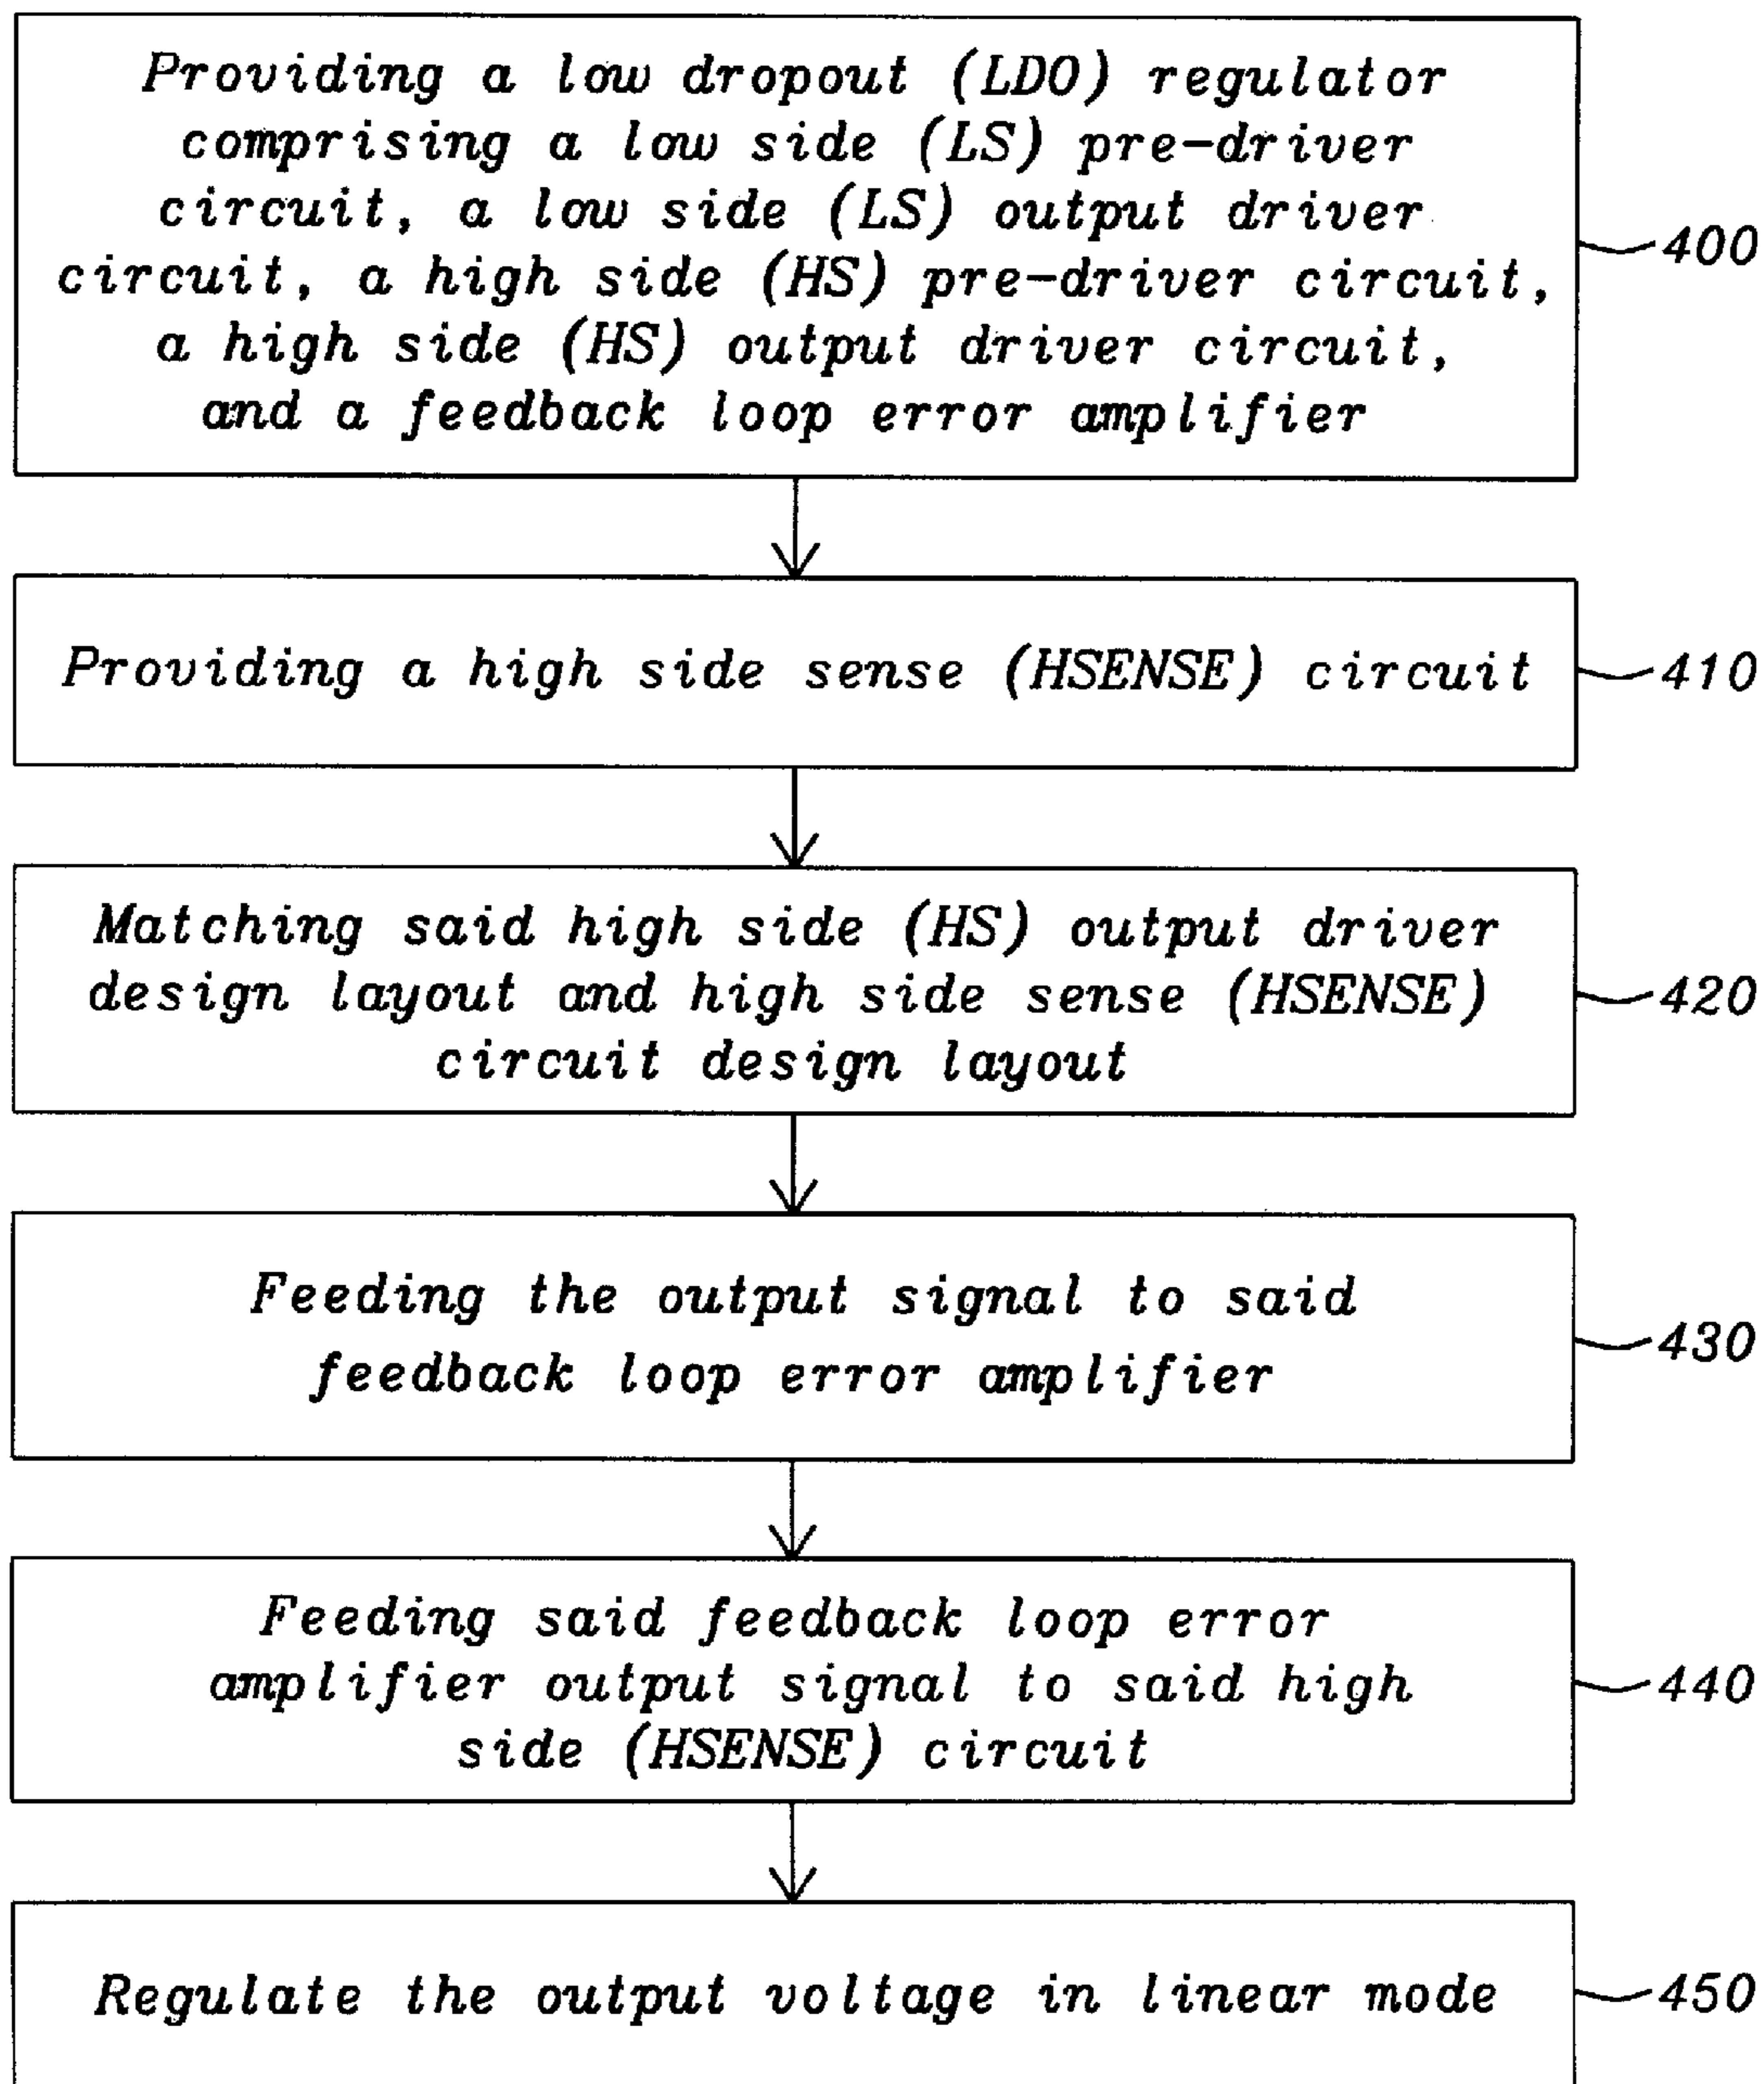 Providing a low dropout (LDO) regulator
comprising a low side (LS) pre-driver
circuit, a low side (LS) output driver
circuit, a high side (HS) pre-driver circuit,
a high side (HS) output driver circuit,
and a feedback loop error amplifier
400
Providing a high side sense (HSENSE) circuit
410
Matching said high side (HS) output driver
design layout and high side sense (HSENSE)
circuit design layout
420
Feeding the output signal to said
feedback loop error amplifier
430
Feeding said feedback loop error
amplifier output signal to said high
side (HSENSE) circuit
440
Regulate the output voltage in linear mode
450